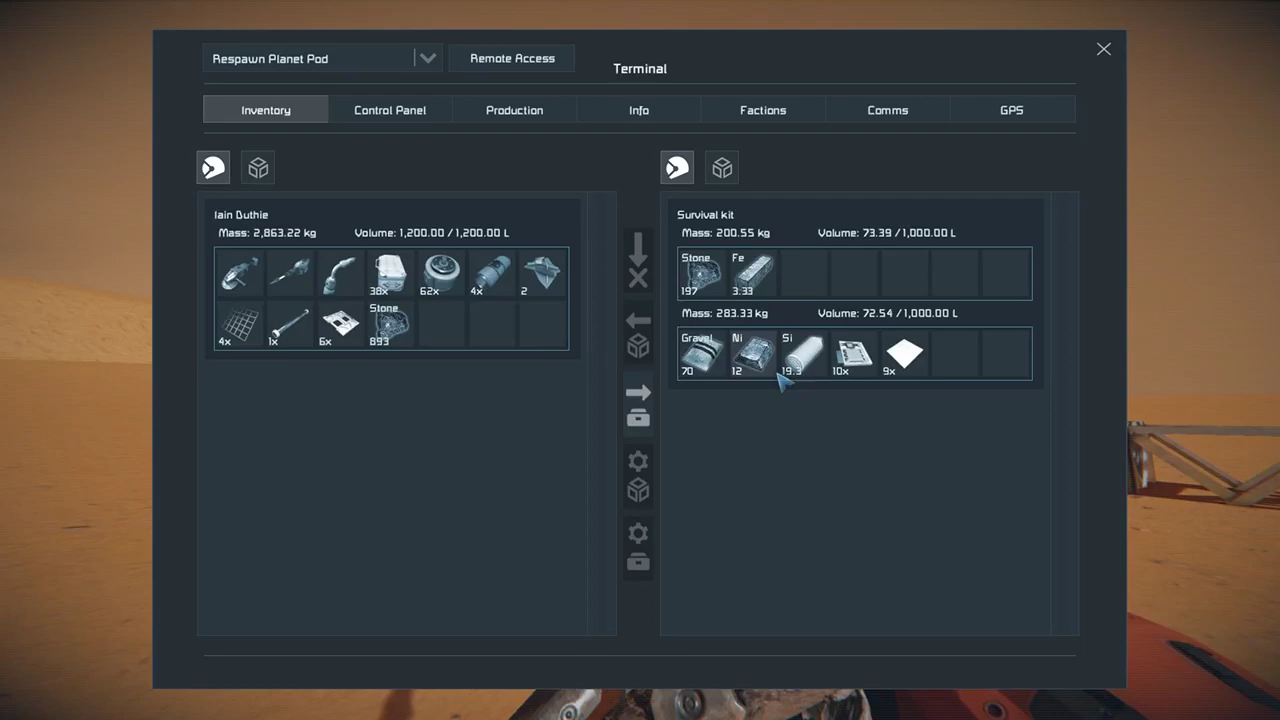 Respawn Planet Pod
Remote Access
Terminal
Inventory
Control Panel
Production
Info
Factions
Comms
GPS
Iain Duthie
Mass: 2,863.22 kg
Volume: 1,200.00 / 1,200.00 L
38x
62x
4x
2
4x
1x
6x
Stone
893
Survival kit
Mass: 200.55 kg
Volume: 73.39 / 1,000.00 L
Stone
197
Fe
3.33
Mass: 283.33 kg
Volume: 72.54 / 1,000.00 L
Gravel
70
Ni
12
Si
19.3
10x
9x